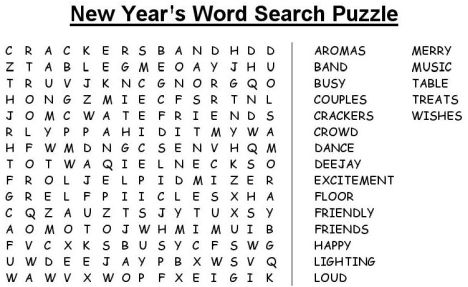 New Year's Word Search Puzzle
C R A C K E R S B A N D H D D AROMAS MERRY
Z T A B L E G M E O A Y J H U BAND MUSIC
T R U V J K N C G N O R G Q O BUSY TABLE
H O N G Z M I E C F S R T N L COUPLES TREATS
J O M C W A T E F R I E N D S CRACKERS WISHES
R L Y P P A H I D I T M Y W A CROWD
H F W M D N G C S E N V H Q M DANCE
T O T W A Q I E L N E C K S O DEEJAY
F R O L J E L P I D M I Z E R EXCITEMENT
G R E L F P I I C L E S X H A FLOOR
C Q Z A U Z T S J Y T U X S Y FRIENDLY
A O M O T O J W H M I M U I B FRIENDS
F V C X K S B U S Y C F S W G HAPPY
U W D E E J A Y P B X W S V Q LIGHTING
W A W V X W O P F X E I G I K LOUD